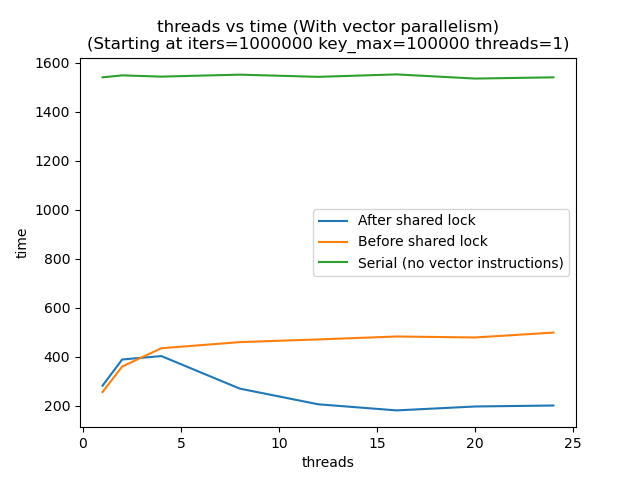 threads vs time (With vector parallelism)
(Starting at iters=1000000 key_max=100000 threads=1)
1600
1400
1200
1000
800
600
400
200
time
After shared lock
Before shared lock
Serial (no vector instructions)
0 5 10 15 20 25
threads